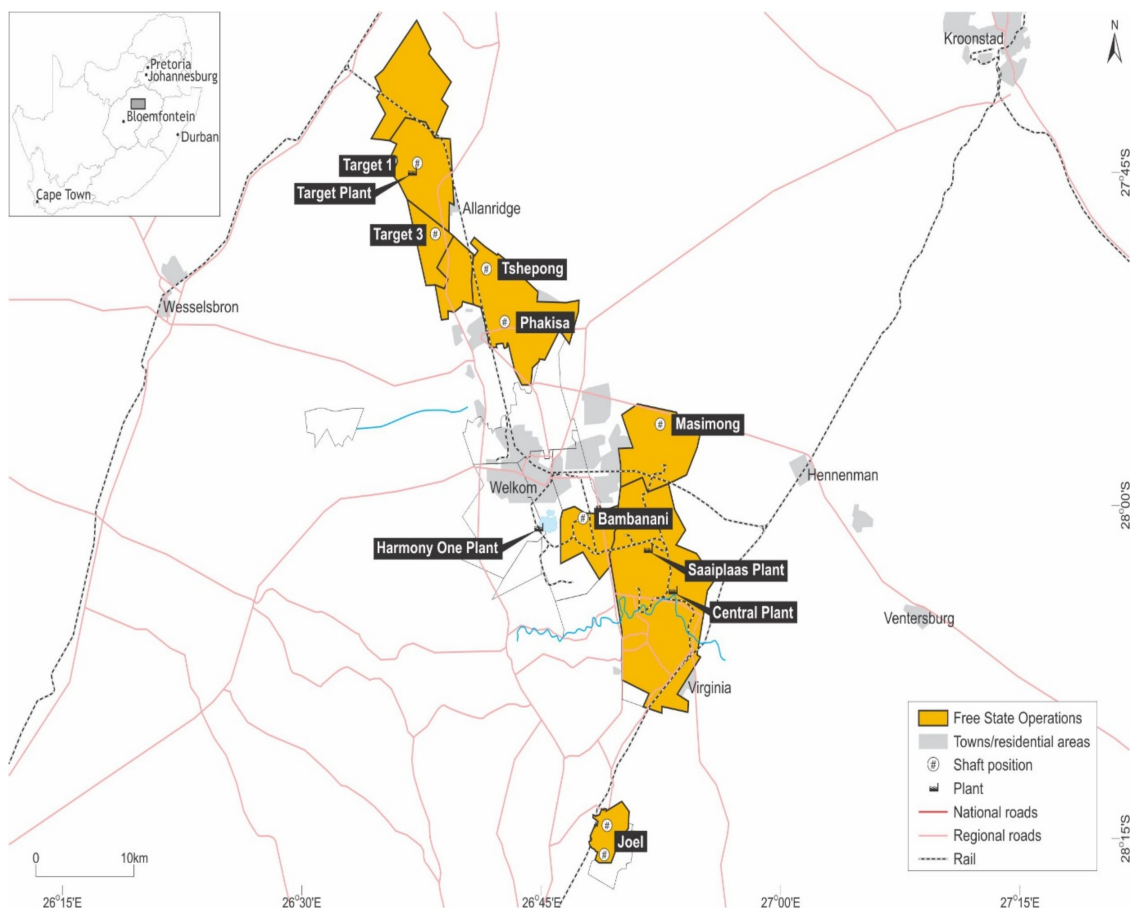 Pretoria
Johannesburg
Bloemfontein
Durban
Cape Town
Kroonstad
N
Target 1
Target Plant
Allanridge
Target 3
Tshepong
Wesselsbron
Phakisa
Masimong
Hennenman
Welkom
Bambanani
Harmony One Plant
Saaiplaas Plant
Central Plant
Ventersburg
Virginia
Joel
27°45'S
28°00'S
28°15'S
Free State Operations
Towns/residential areas
# Shaft position
Plant
National roads
Regional roads
Rail
0 10km
26°15'E 26°30'E 26°45'E 27°00'E 27°15'E